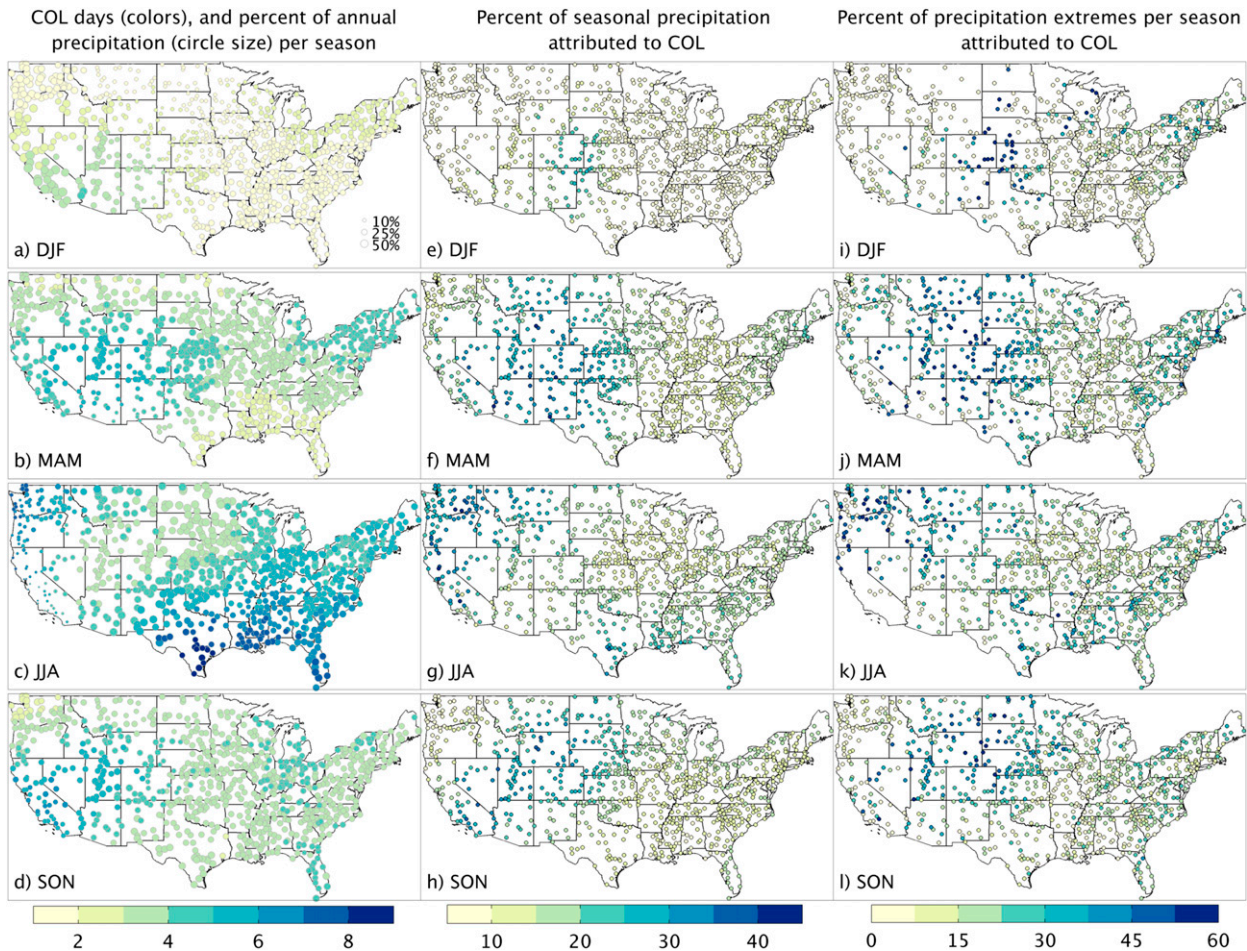 COL days (colors), and percent of annual
precipitation (circle size) per season
Percent of seasonal precipitation
attributed to COL
Percent of precipitation extremes per season
attributed to COL
10%
25%
50%
a) DJF
e) DJF
i) DJF
b) MAM
f) MAM
j) MAM
c) JJA
g) JJA
k) JJA
d) SON
h) SON
l) SON
2 4 6 8
10 20 30 40
0 15 30 45 60